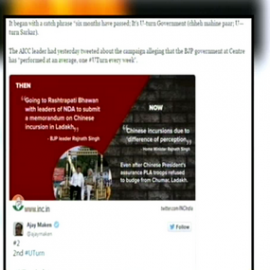 It began with a catch phrase "six months have passed: It's U-turn Government (chheh mahine paar; U-
turn Sarkar).
The AICC leader had yesterday tweeted about the campaign alleging that the BJP government at Centre
has "performed at an average, one #UTurn every week".
THEN
"Going to Rashtrapati Bhawan
with leaders of NDA to submit
a memorandum on Chinese
incursion in Ladakh."
- BJP leader Rajnath Singh
NOW
"Chinese incursions due to
difference of perception."
- Home Minister Rajnath Singh
Even after Chinese President's
assurance PLA troops refused
to budge from Chumar, Ladakh.
www.inc.in
twitter.com/INCIndia
Ajay Maken
@ajaymaken
Follow
#2
2nd #UTurn